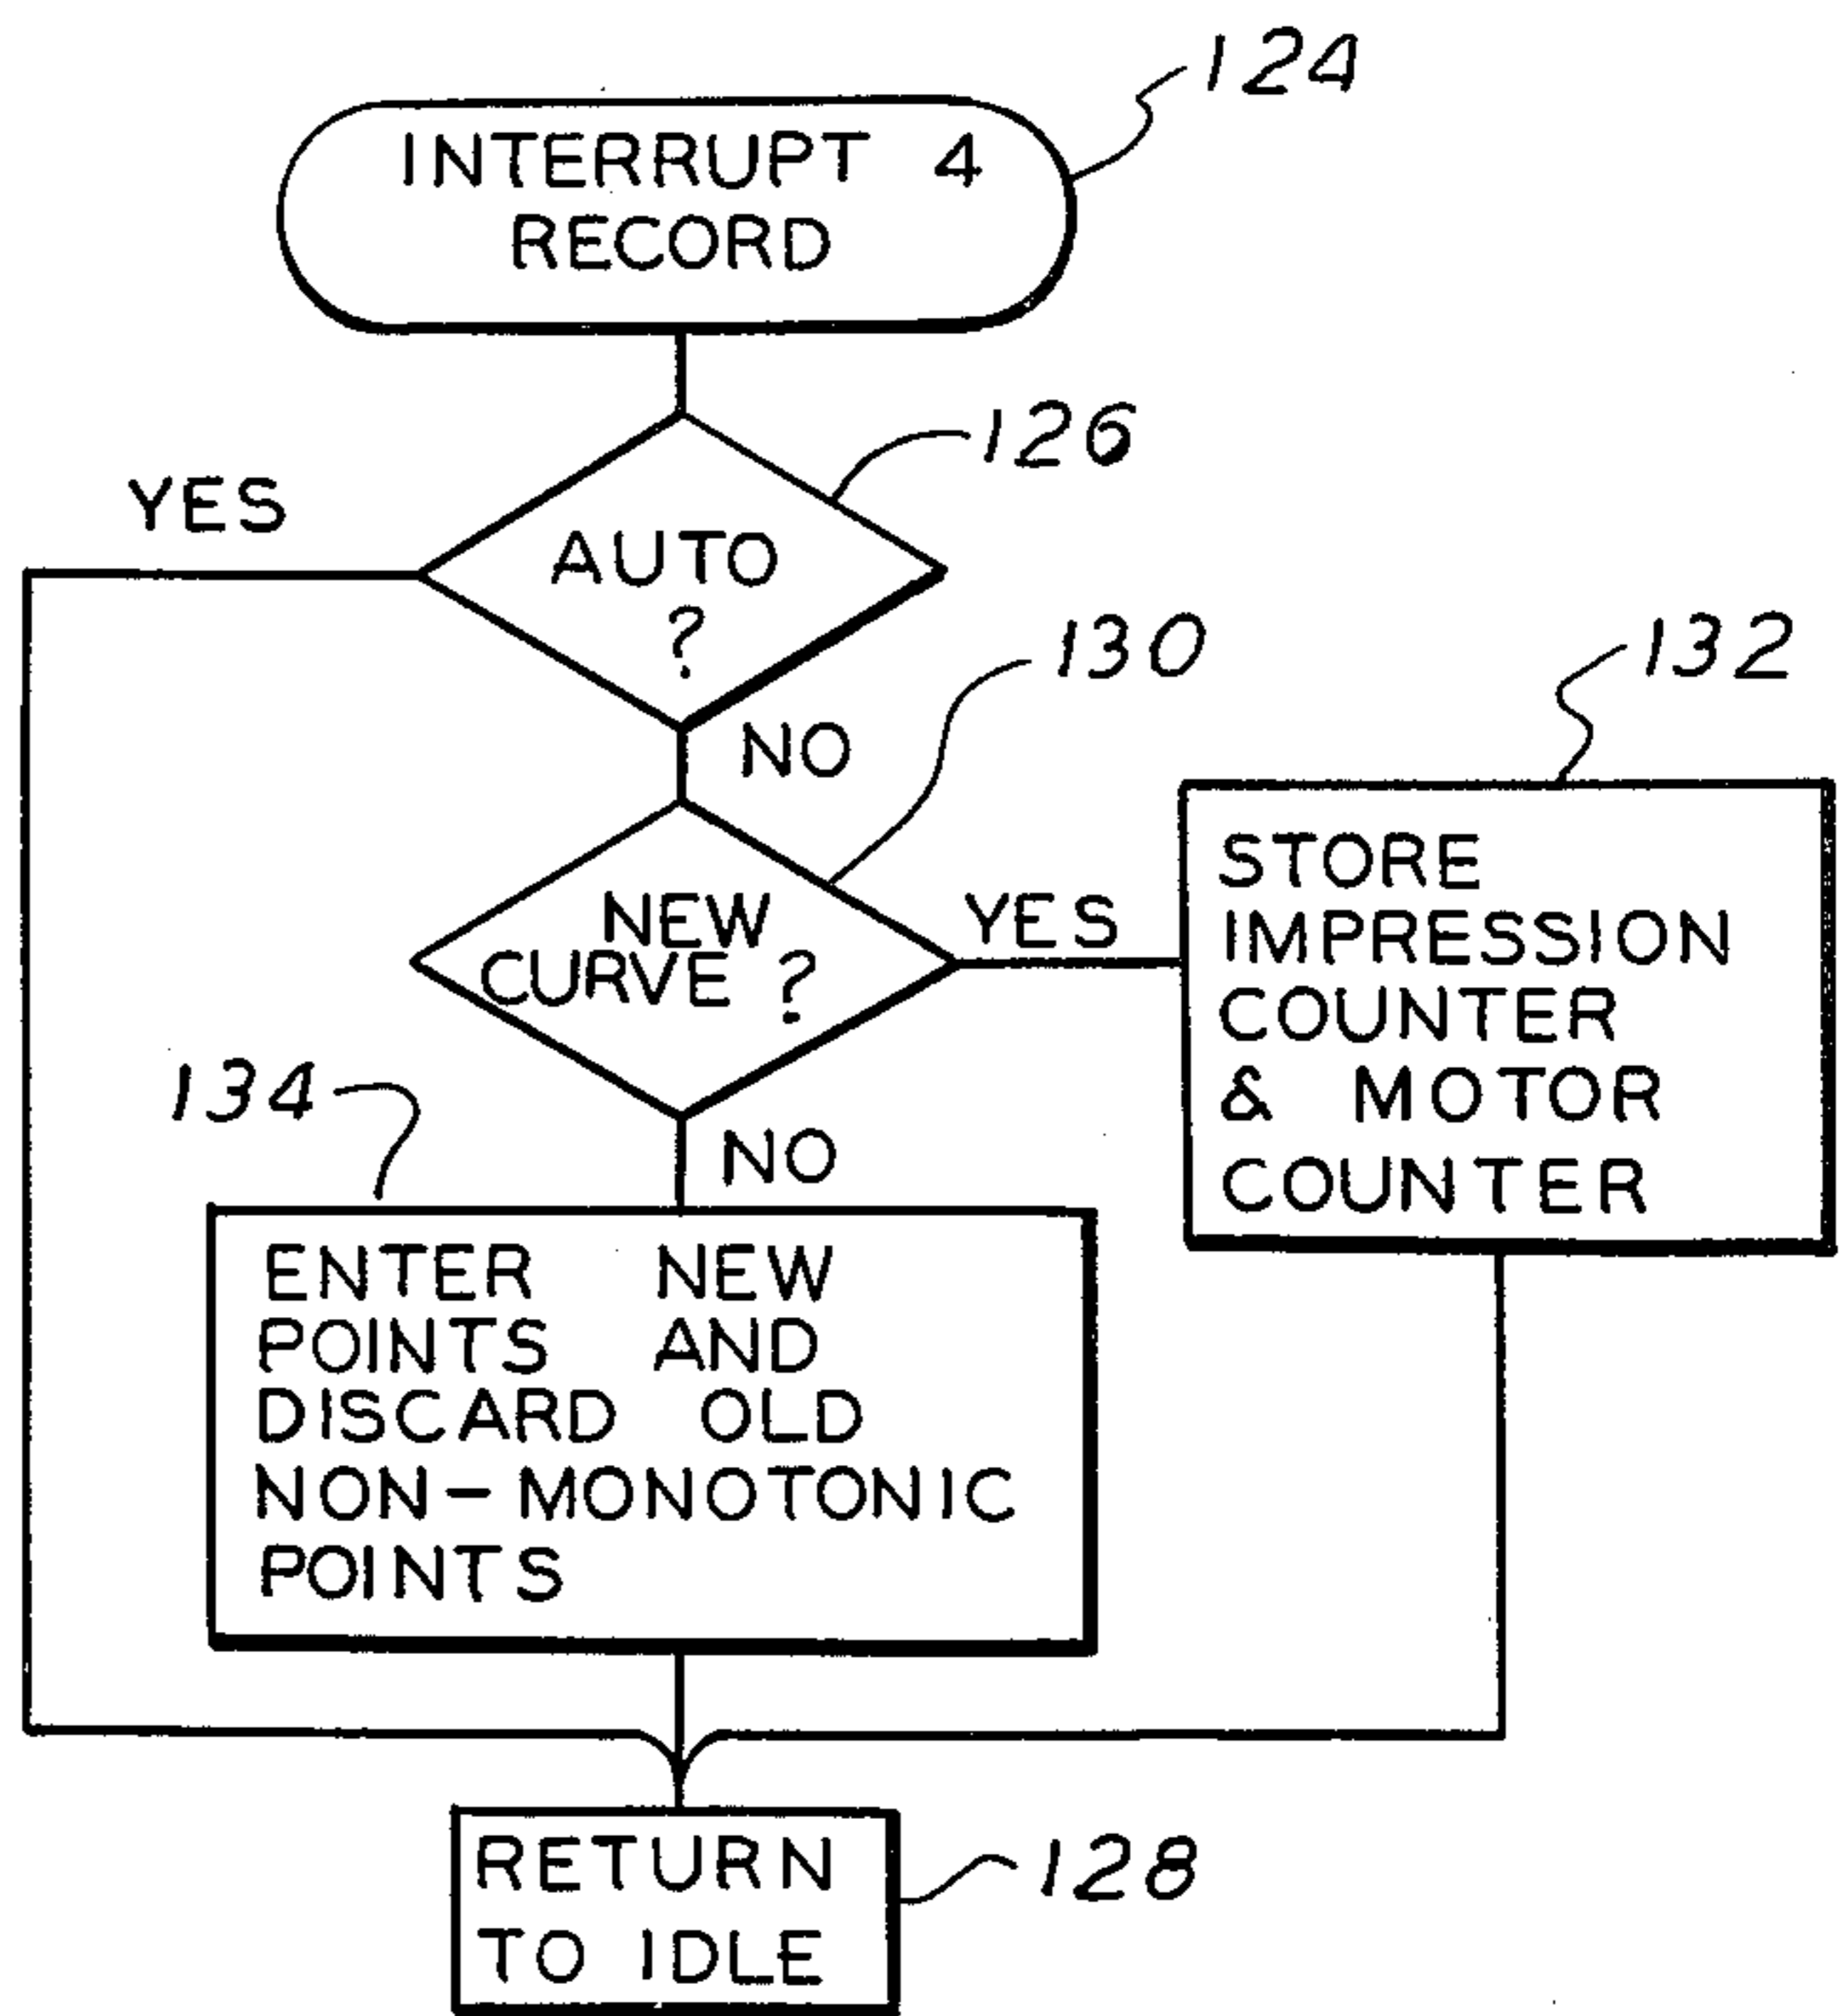 124
INTERRUPT 4
RECORD
126
YES
AUTO
?
NO
130
132
NEW
CURVE ?
YES
STORE
IMPRESSION
COUNTER
& MOTOR
COUNTER
134
NO
ENTER NEW
POINTS AND
DISCARD OLD
NON-MONOTONIC
POINTS
RETURN
TO IDLE
128